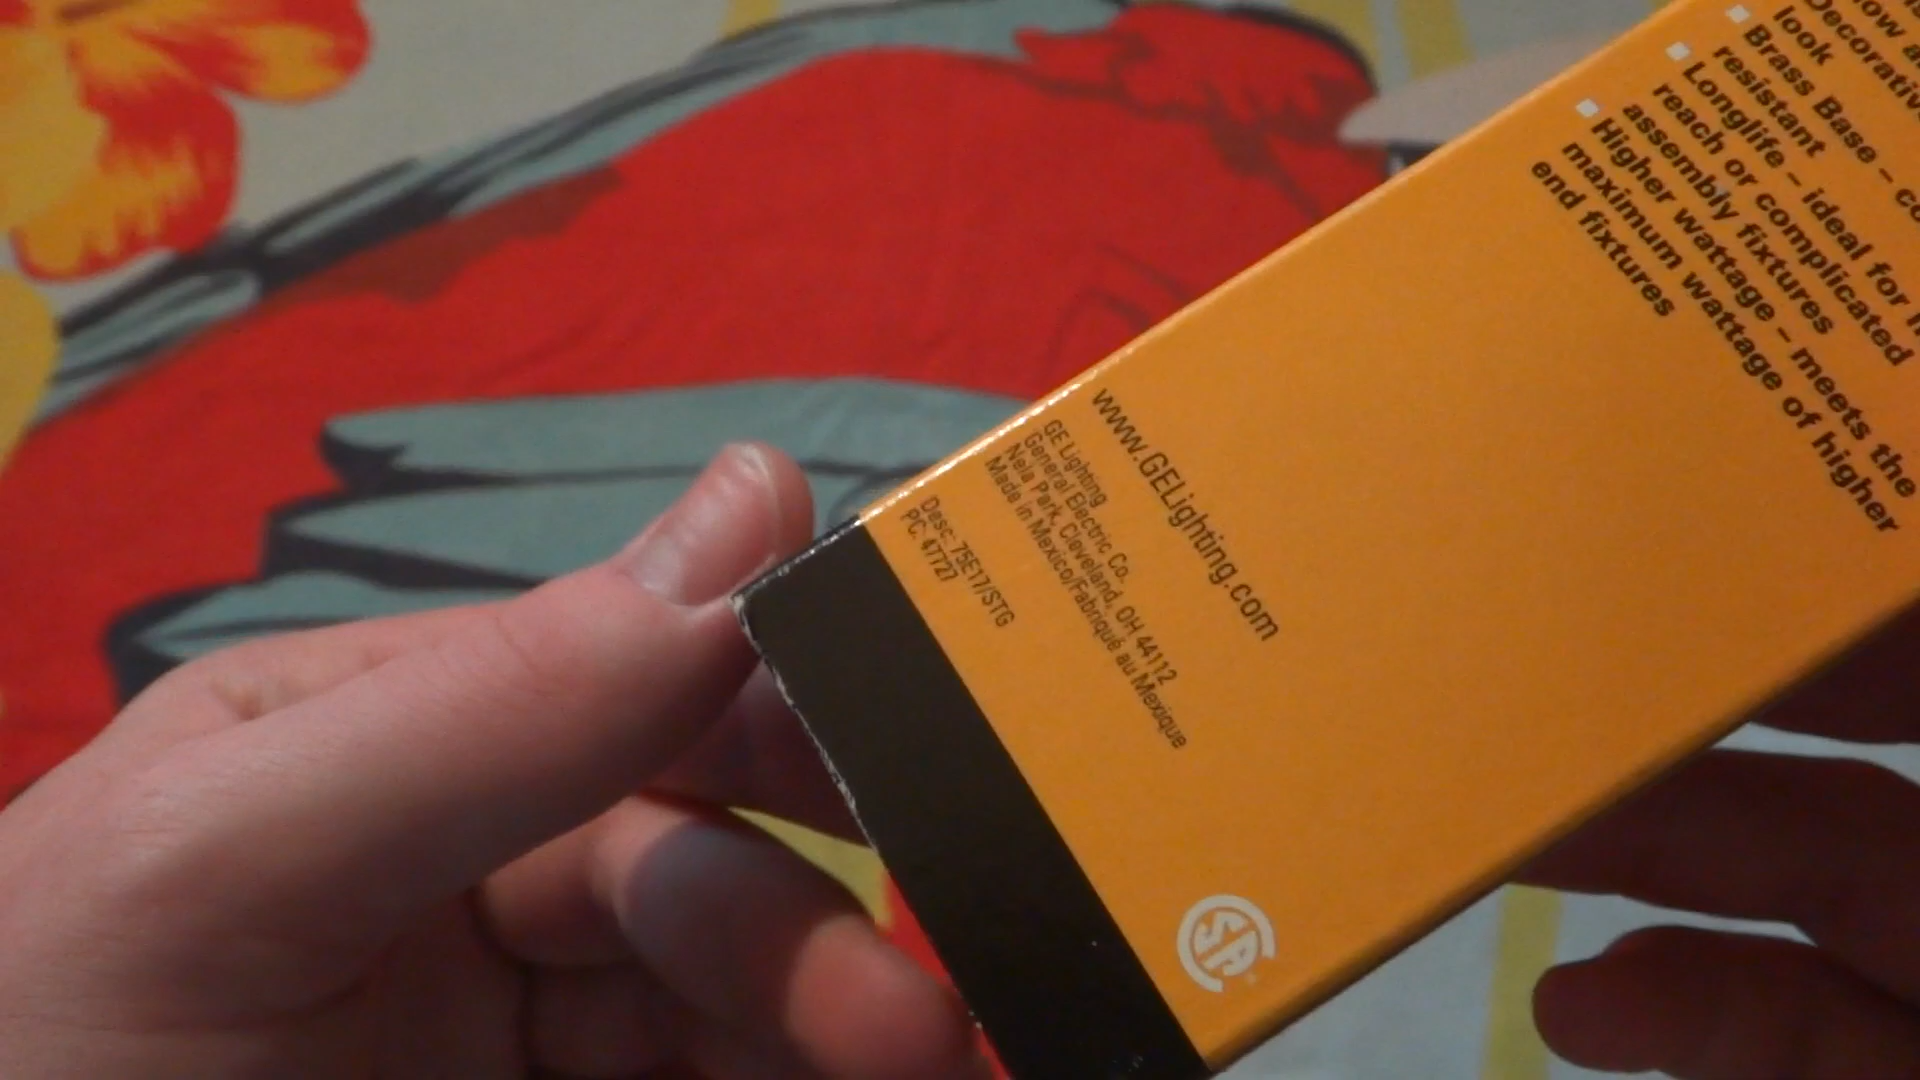 Decorativ
look
Brass Base – co
resistant
Longlife – ideal for h
reach or complicated
assembly fixtures
Higher wattage – meets the
maximum wattage of higher
end fixtures
www.GELighting.com
GE Lighting
General Electric Co.
Nela Park, Cleveland, OH 44112
Made in Mexico/Fabriqué au Mexique
Desc: 75E17/STG
PC: 47727
SA